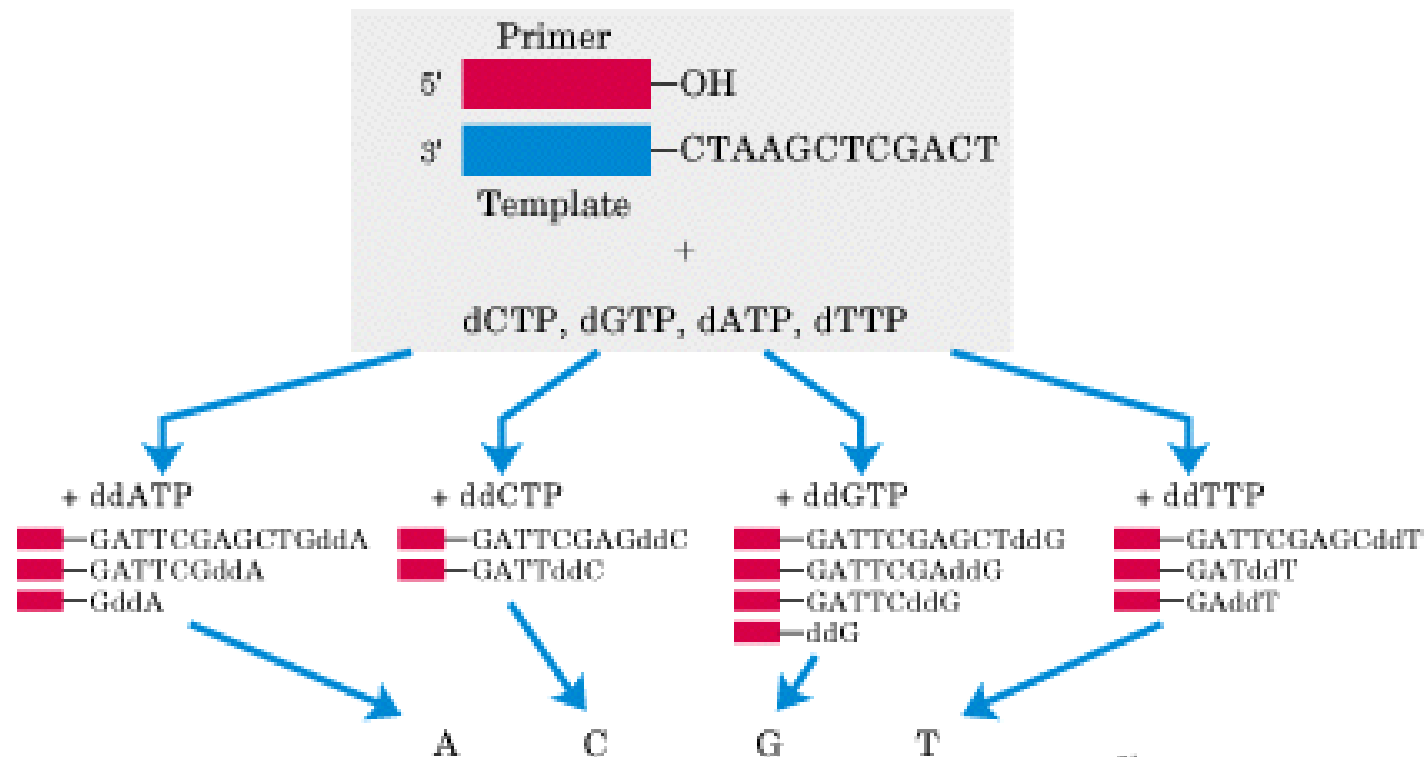 Primer
5' OH
3' CTAAGCTCGACT
Template
+
dCTP, dGTP, dATP, dTTP
+ ddATP
GATTCGAGCTGddA
GATTCGddA
GddA
+ ddCTP
GATTCGAGddC
GATTddC
+ ddGTP
GATTCGAGCTddG
GATTCGAddG
GATTCddG
ddG
+ ddTTP
GATTCGAGCddT
GATddT
GAddT
A C G T